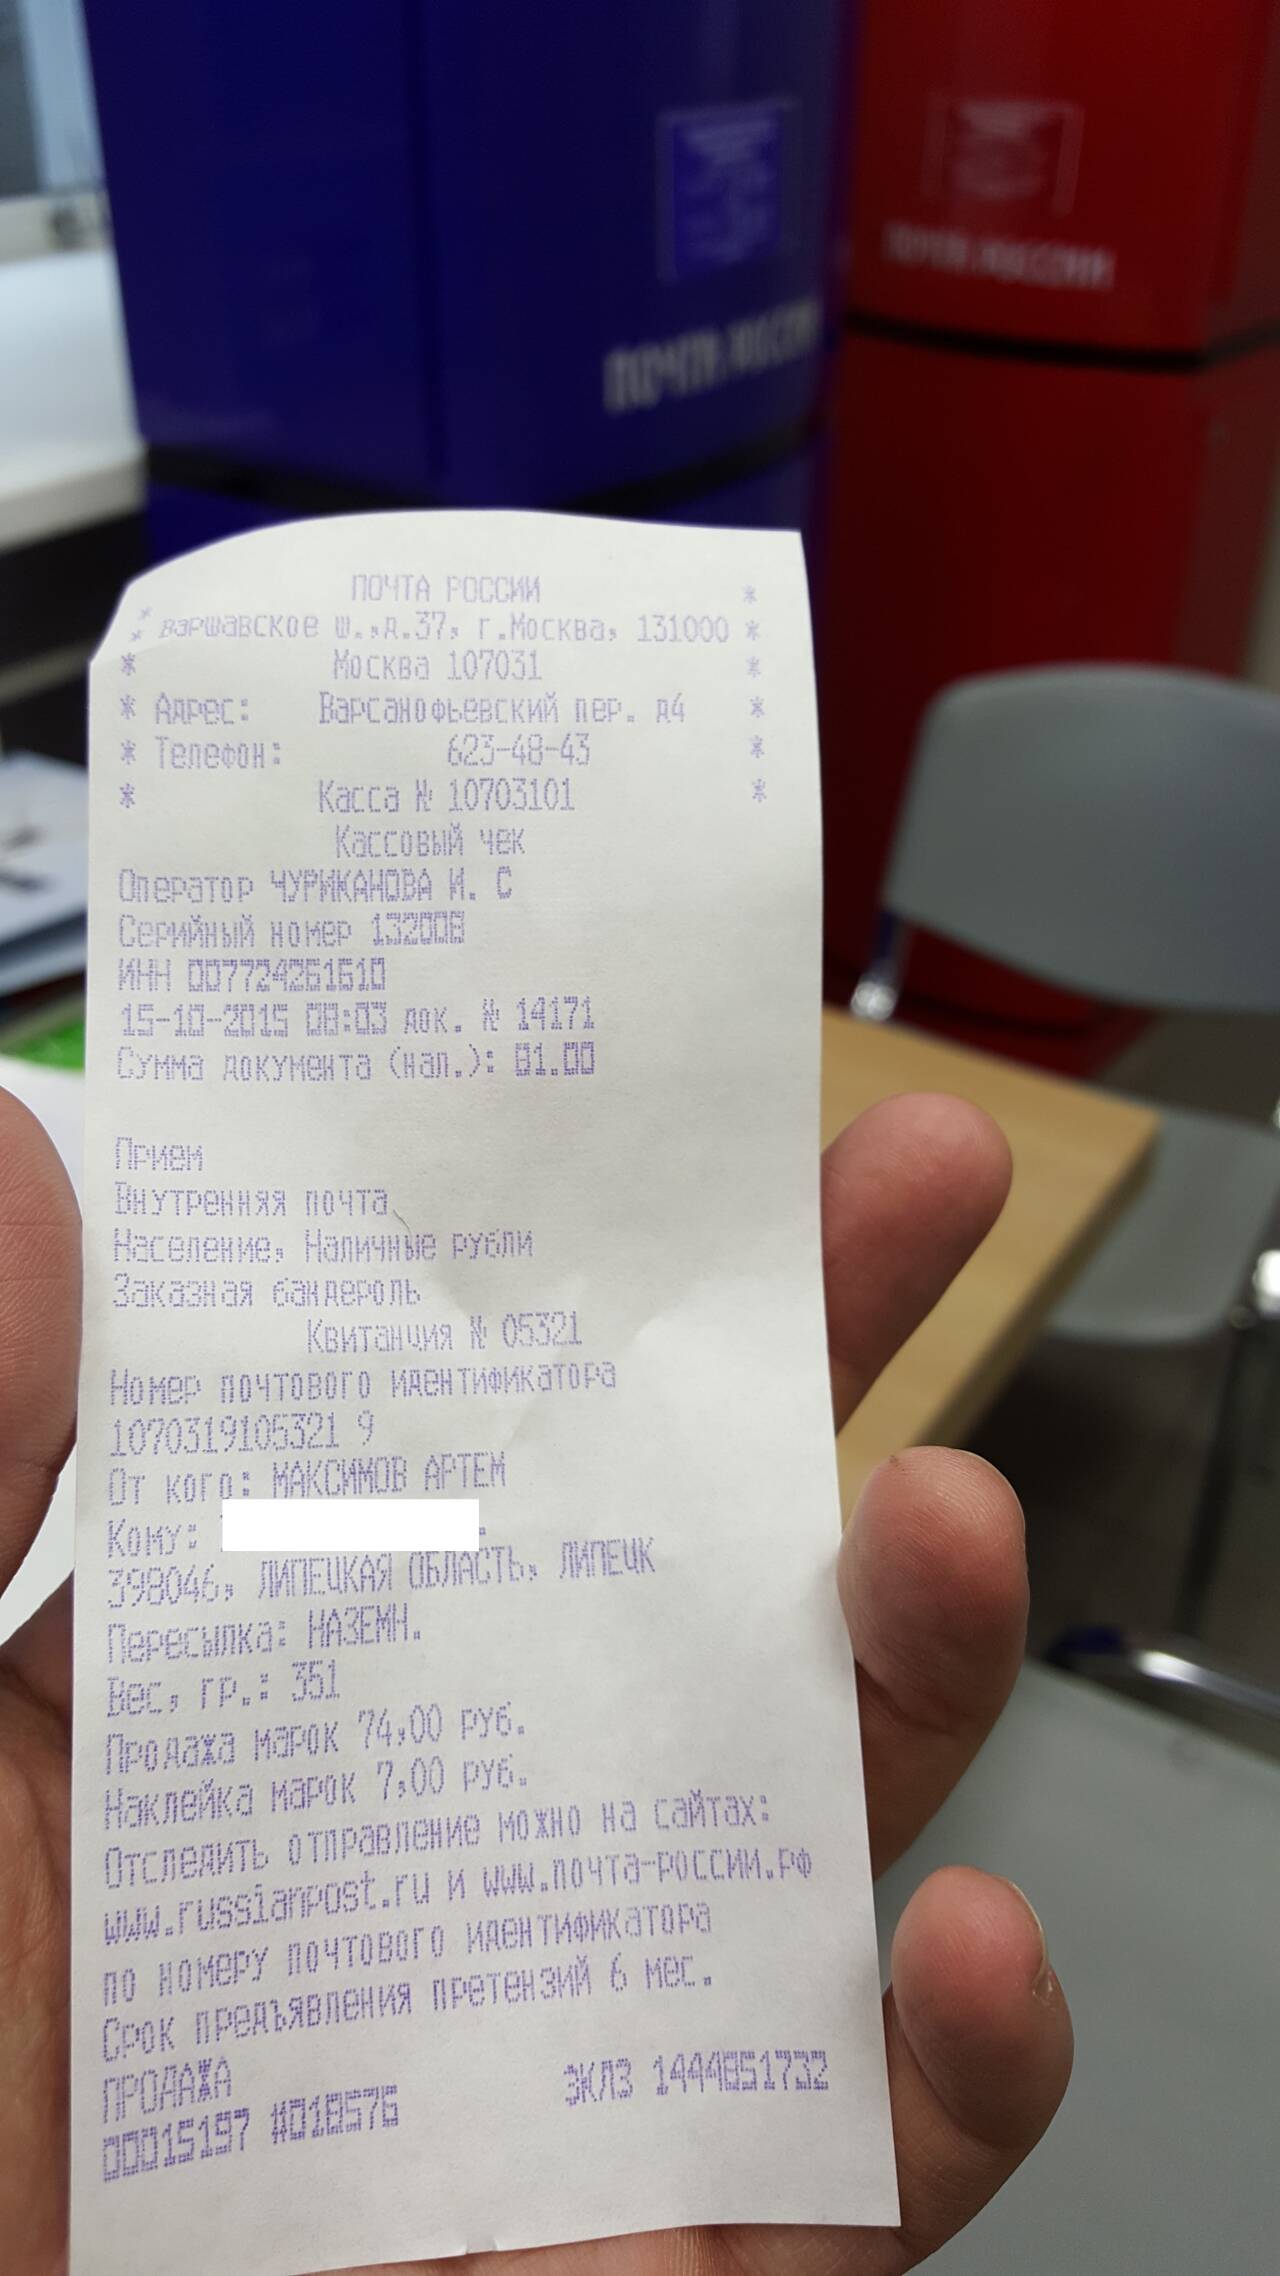 ПОЧТА РОССИИ
ПОЧТА РОССИИ
ПОЧТА РОССИИ *
* Варшавское ш.,д.37, г.Москва, 131000 *
* Москва 107031 *
* Адрес: Варсанофьевский пер. д4 *
* Телефон: 623-48-43 *
* Касса № 10703101 *
Кассовый чек
Оператор ЧУРИКАНОВА И. С
Серийный номер 132008
ИНН 007724261610
15-10-2015 08:03 док. № 14171
Сумма документа (нал.): 81.00
Прием
Внутренняя почта
Население, Наличные рубли
Заказная бандероль
Квитанция № 05321
Номер почтового идентификатора
1070319105321 9
От кого: МАКСИМОВ АРТЕМ
Кому:
398046, ЛИПЕЦКАЯ ОБЛАСТЬ, ЛИПЕЦК
Пересылка: НАЗЕМН.
Вес, гр.: 351
Продажа марок 74,00 руб.
Наклейка марок 7,00 руб.
Отследить отправление можно на сайтах:
www.russianpost.ru и www.почта-россии.рф
по номеру почтового идентификатора
Срок предъявления претензий 6 мес.
ПРОДАЖА ЭКЛЗ 1444851732
00015197 #018576